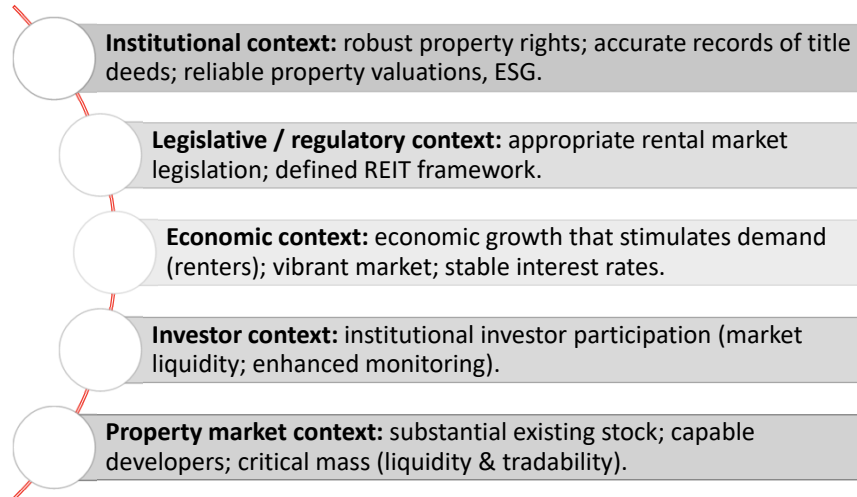 Institutional context: robust property rights; accurate records of title
deeds; reliable property valuations, ESG.
Legislative / regulatory context: appropriate rental market
legislation; defined REIT framework.
Economic context: economic growth that stimulates demand
(renters); vibrant market; stable interest rates.
Investor context: institutional investor participation (market
liquidity; enhanced monitoring).
Property market context: substantial existing stock; capable
developers; critical mass (liquidity & tradability).